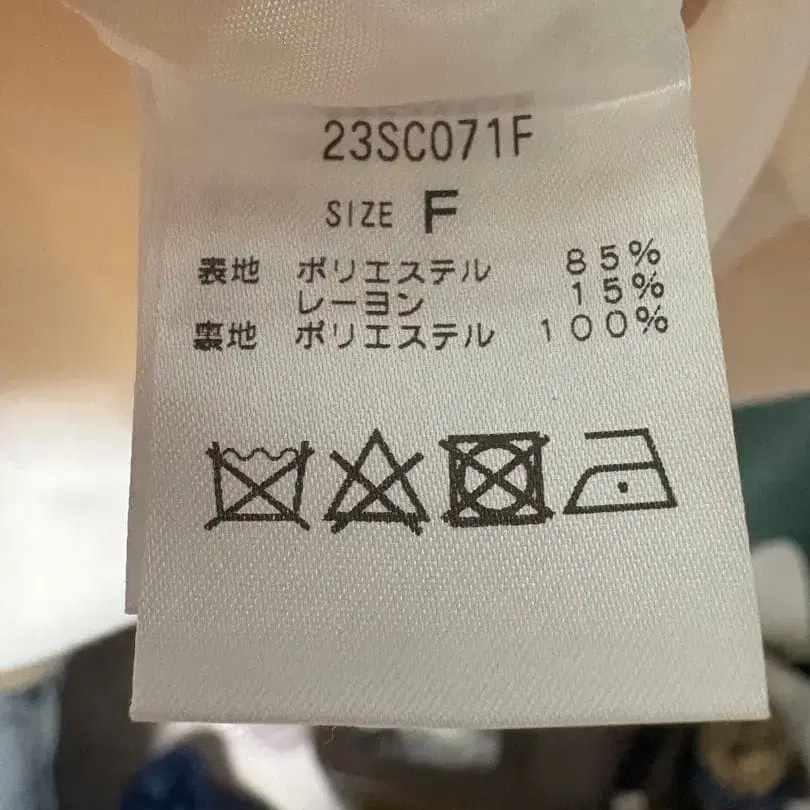 23SC071F
SIZE F
表地 ポリエステル 85%
レーヨン 15%
裏地 ポリエステル 100%